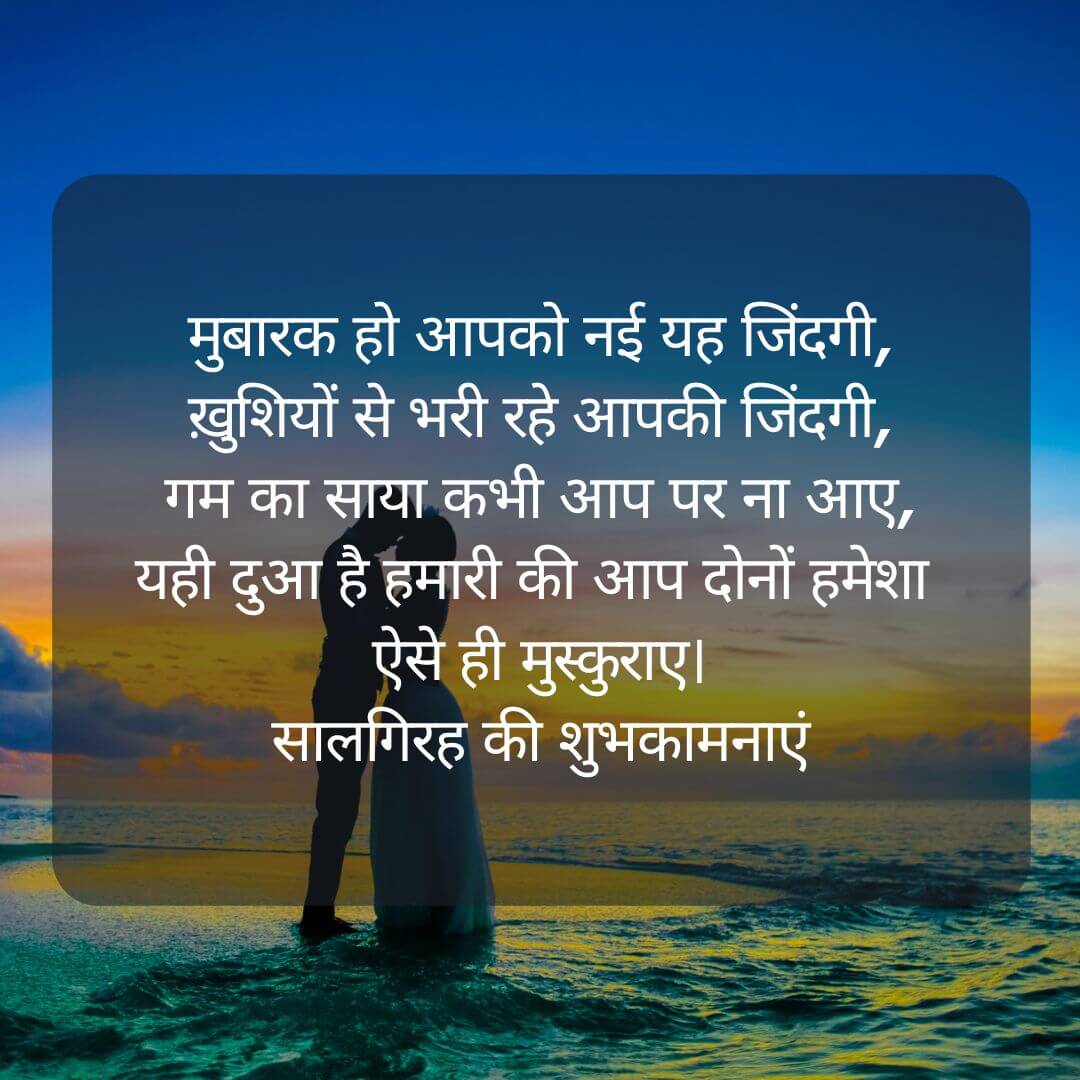 मुबारक हो आपको नई यह जिंदगी,
ख़ुशियों से भरी रहे आपकी जिंदगी,
गम का साया कभी आप पर ना आए,
यही दुआ है हमारी की आप दोनों हमेशा
ऐसे ही मुस्कुराए।
सालगिरह की शुभकामनाएं